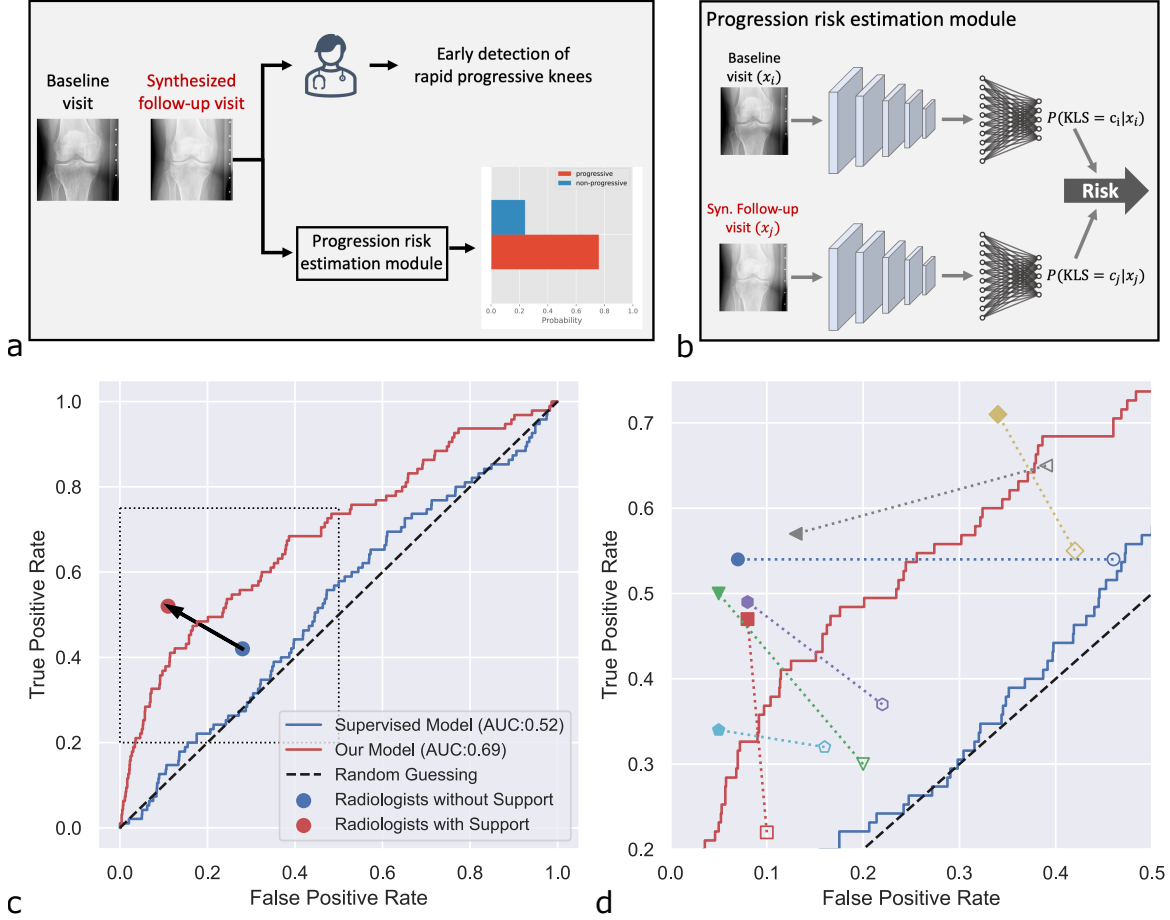 Baseline
visit
Synthesized
follow-up visit
Early detection of
rapid progressive knees
Progression risk
estimation module
progressive
non-progressive
0.0 0.2 0.4 0.6 0.8 1.0
Probability
a
Progression risk estimation module
Baseline
visit (x_i)
P(KLS = c_i|x_i)
Risk
Syn. Follow-up
visit (x_j)
P(KLS = c_j|x_j)
b
True Positive Rate
1.0
0.8
0.6
0.4
0.2
0.0
Supervised Model (AUC:0.52)
Our Model (AUC:0.69)
Random Guessing
Radiologists without Support
Radiologists with Support
0.0 0.2 0.4 0.6 0.8 1.0
False Positive Rate
c
True Positive Rate
0.7
0.6
0.5
0.4
0.3
0.2
0.0 0.1 0.2 0.3 0.4 0.5
False Positive Rate
d